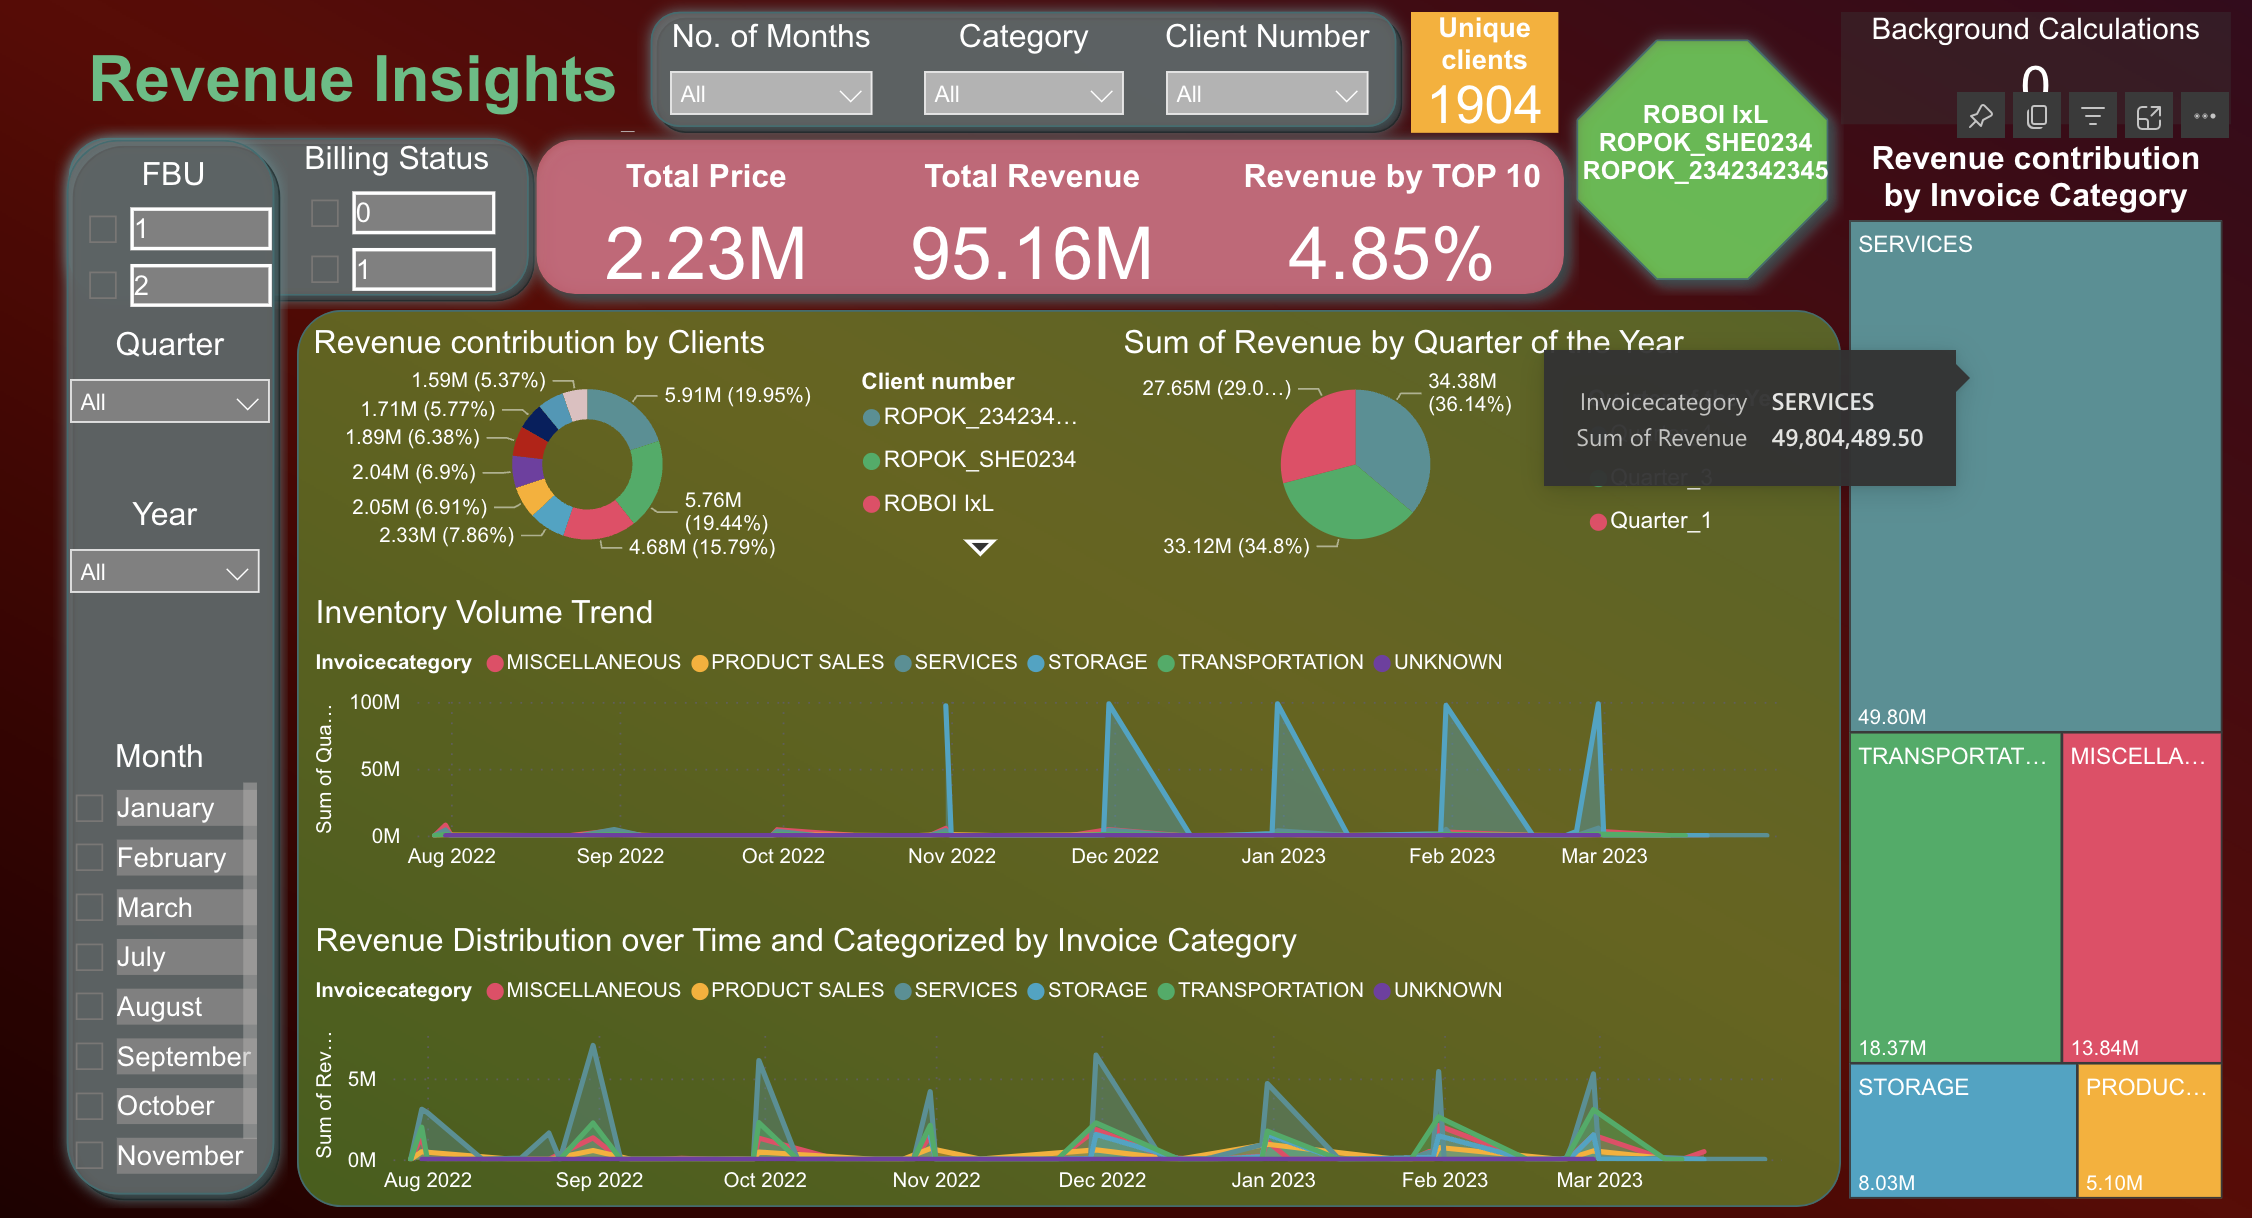 Revenue Insights
No. of Months
All
Category
All
Client Number
All
Unique
clients
1904
ROBOI IxL
ROPOK_SHE0234
ROPOK_2342342345
Background Calculations
0
FBU
1
2
Billing Status
0
1
Total Price
2.23M
Total Revenue
95.16M
Revenue by TOP 10
4.85%
Quarter
All
Year
All
Month
January
February
March
July
August
September
October
November
Revenue contribution by Clients
1.59M (5.37%)
1.71M (5.77%)
1.89M (6.38%)
2.04M (6.9%)
2.05M (6.91%)
2.33M (7.86%)
5.91M (19.95%)
5.76M
(19.44%)
4.68M (15.79%)
Client number
ROPOK_234234…
ROPOK_SHE0234
ROBOI IxL
Sum of Revenue by Quarter of the Year
27.65M (29.0…)
34.38M
(36.14%)
33.12M (34.8%)
Quarter_3
Quarter_1
Invoicecategory SERVICES
Sum of Revenue 49,804,489.50
Inventory Volume Trend
Invoicecategory MISCELLANEOUS PRODUCT SALES SERVICES STORAGE TRANSPORTATION UNKNOWN
Sum of Qua…
100M
50M
0M
Aug 2022 Sep 2022 Oct 2022 Nov 2022 Dec 2022 Jan 2023 Feb 2023 Mar 2023
Revenue Distribution over Time and Categorized by Invoice Category
Invoicecategory MISCELLANEOUS PRODUCT SALES SERVICES STORAGE TRANSPORTATION UNKNOWN
Sum of Rev…
5M
0M
Aug 2022 Sep 2022 Oct 2022 Nov 2022 Dec 2022 Jan 2023 Feb 2023 Mar 2023
Revenue contribution
by Invoice Category
SERVICES
49.80M
TRANSPORTAT…
18.37M
MISCELLA…
13.84M
STORAGE
8.03M
PRODUC…
5.10M